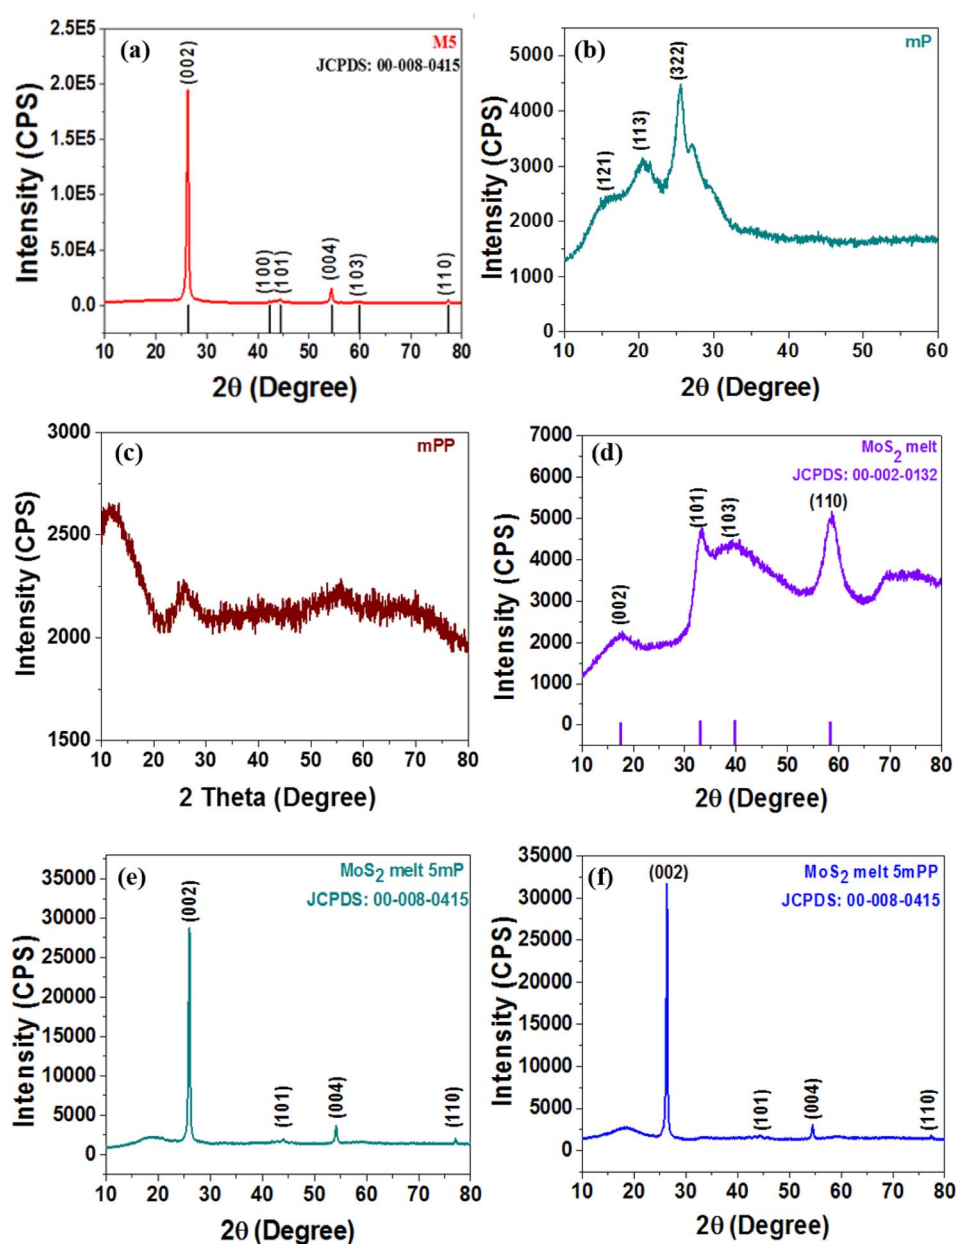 (a)
M5
JCPDS: 00-008-0415
(002)
(100)
(101)
(004)
(103)
(110)
2.5E5
2.0E5
1.5E5
1.0E5
5.0E4
0.0
Intensity (CPS)
10 20 30 40 50 60 70 80
2θ (Degree)
(b)
mP
(121)
(113)
(322)
5000
4000
3000
2000
1000
0
Intensity (CPS)
10 20 30 40 50 60
2θ (Degree)
(c)
mPP
3000
2500
2000
1500
Intensity (CPS)
10 20 30 40 50 60 70 80
2 Theta (Degree)
(d)
MoS2 melt
JCPDS: 00-002-0132
(002)
(101)
(103)
(110)
7000
6000
5000
4000
3000
2000
1000
0
Intensity (CPS)
10 20 30 40 50 60 70 80
2θ (Degree)
(e)
MoS2 melt 5mP
JCPDS: 00-008-0415
(002)
(101)
(004)
(110)
35000
30000
25000
20000
15000
10000
5000
0
Intensity (CPS)
10 20 30 40 50 60 70 80
2θ (Degree)
(f)
MoS2 melt 5mPP
JCPDS: 00-008-0415
(002)
(101)
(004)
(110)
35000
30000
25000
20000
15000
10000
5000
0
Intensity (CPS)
10 20 30 40 50 60 70 80
2θ (Degree)